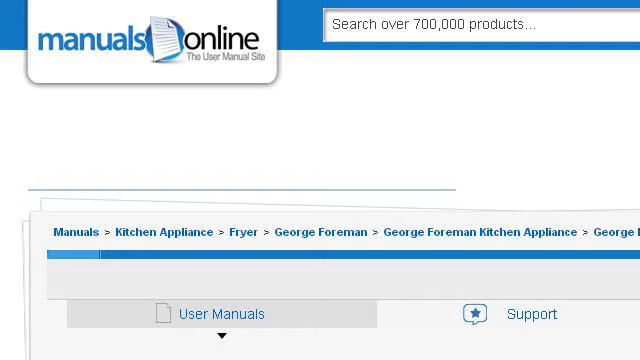 manuals online
The User Manual Site
Search over 700,000 products...
Manuals > Kitchen Appliance > Fryer > George Foreman > George Foreman Kitchen Appliance > George
User Manuals
Support